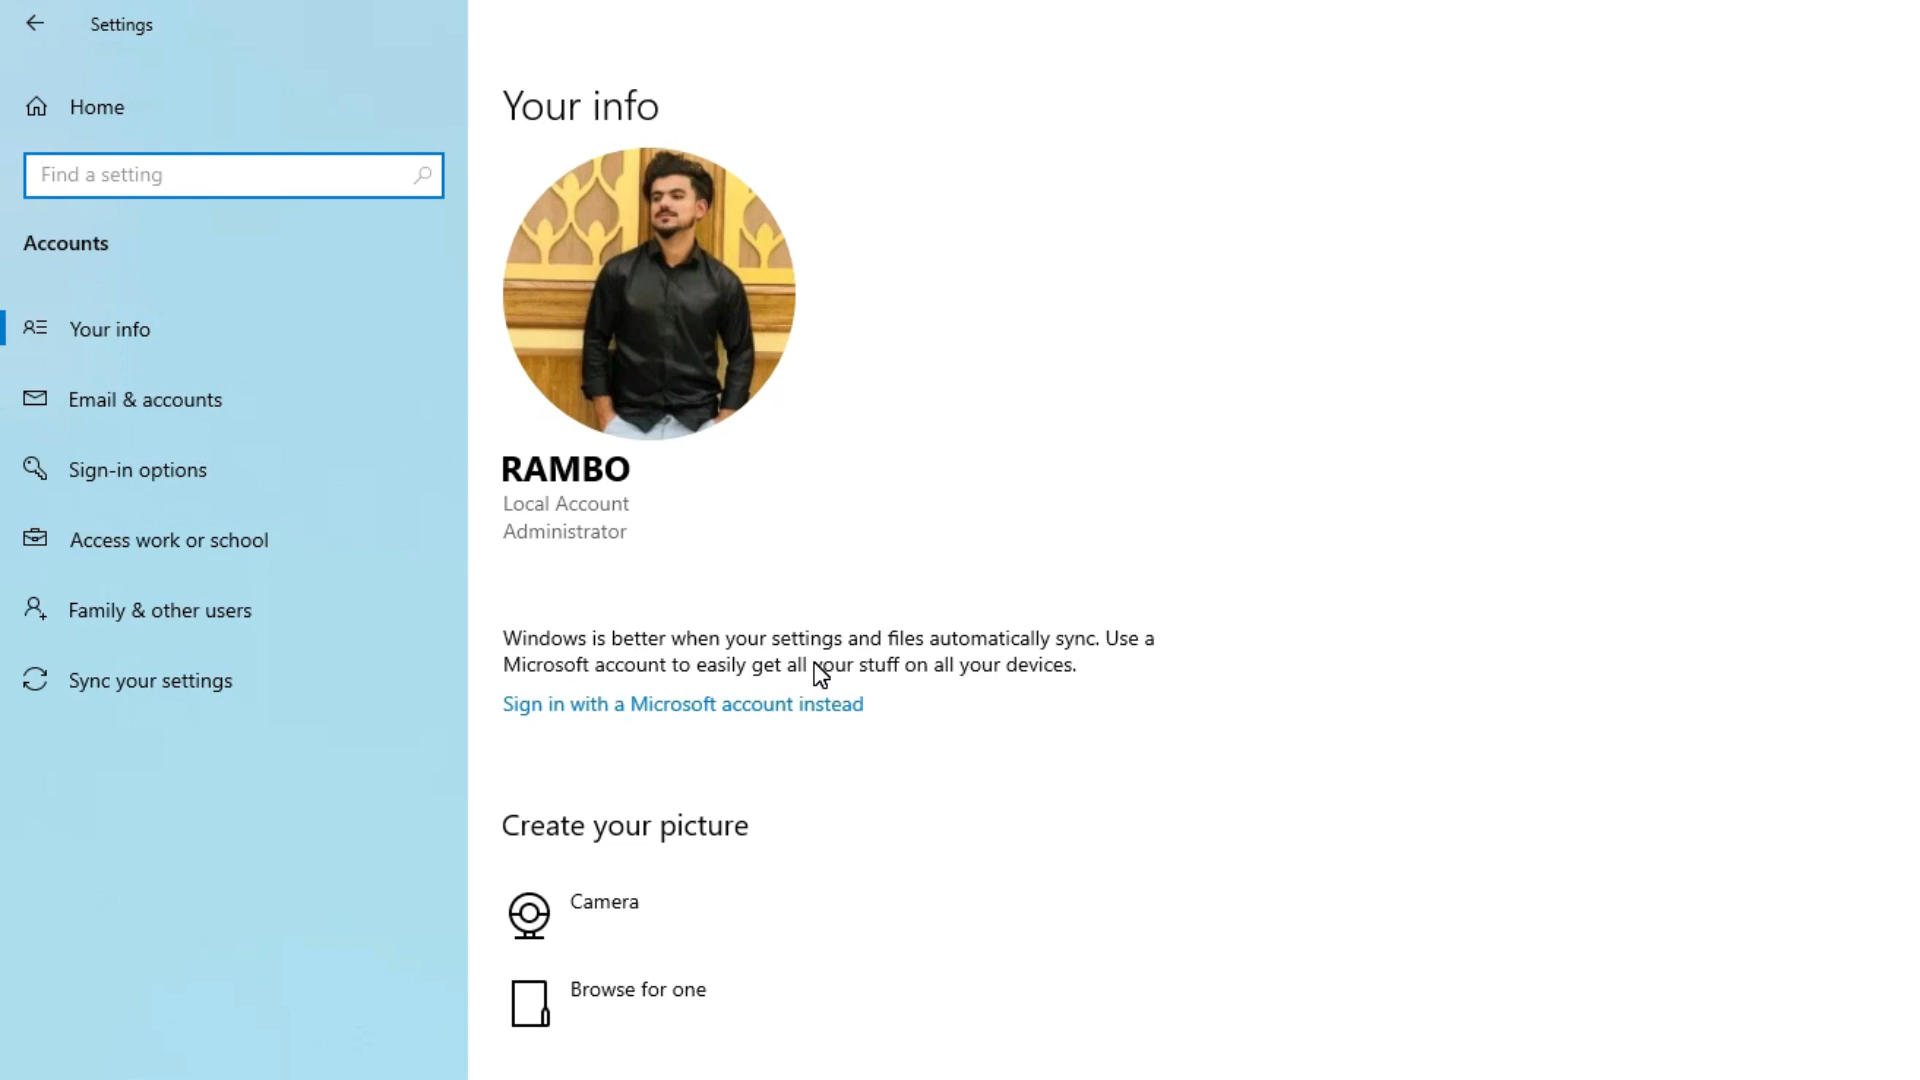 Settings
Home
Find a setting
Accounts
Your info
Email & accounts
Sign-in options
Access work or school
Family & other users
Sync your settings
Your info
RAMBO
Local Account
Administrator
Windows is better when your settings and files automatically sync. Use a
Microsoft account to easily get all your stuff on all your devices.
Sign in with a Microsoft account instead
Create your picture
Camera
Browse for one